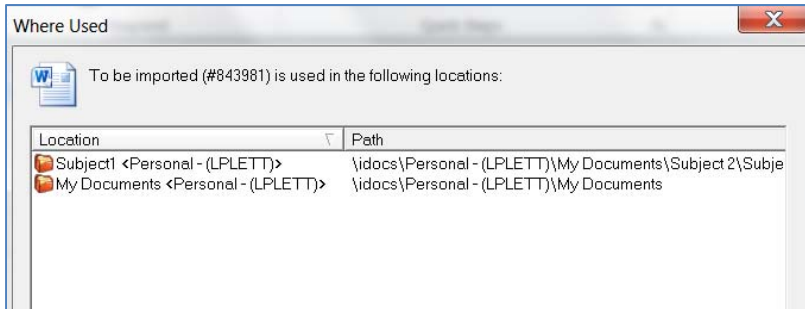 Where Used
To be imported (#843981) is used in the following locations:
Location Path
Subject1 <Personal - (LPLETT)> \idocs\Personal - (LPLETT)\My Documents\Subject 2\Subje
My Documents <Personal - (LPLETT)> \idocs\Personal - (LPLETT)\My Documents